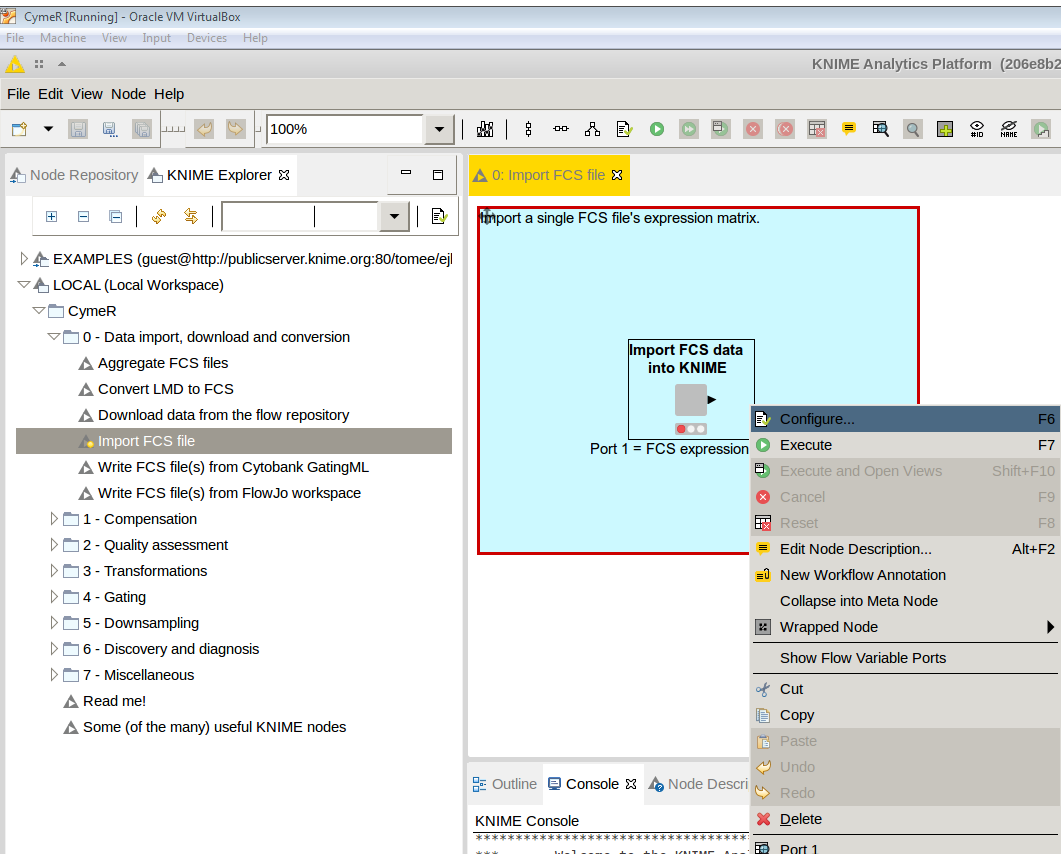 CymeR [Running] - Oracle VM VirtualBox
File Machine View Input Devices Help
KNIME Analytics Platform (206e8b2
File Edit View Node Help
100%
#ID
NAME
Node Repository
KNIME Explorer
0: Import FCS file
Import a single FCS file's expression matrix.
EXAMPLES (guest@http://publicserver.knime.org:80/tomee/ejl
LOCAL (Local Workspace)
CymeR
0 - Data import, download and conversion
Aggregate FCS files
Convert LMD to FCS
Download data from the flow repository
Import FCS file
Write FCS file(s) from Cytobank GatingML
Write FCS file(s) from FlowJo workspace
1 - Compensation
2 - Quality assessment
3 - Transformations
4 - Gating
5 - Downsampling
6 - Discovery and diagnosis
7 - Miscellaneous
Read me!
Some (of the many) useful KNIME nodes
Import FCS data
into KNIME
Port 1 = FCS expression
Configure... F6
Execute F7
Execute and Open Views Shift+F10
Cancel F9
Reset F8
Edit Node Description... Alt+F2
New Workflow Annotation
Collapse into Meta Node
Wrapped Node
Show Flow Variable Ports
Cut
Copy
Paste
Undo
Redo
Delete
Port 1
Outline
Console
Node Descri
KNIME Console
***********************************
*** Welcome to the KNIME Ana